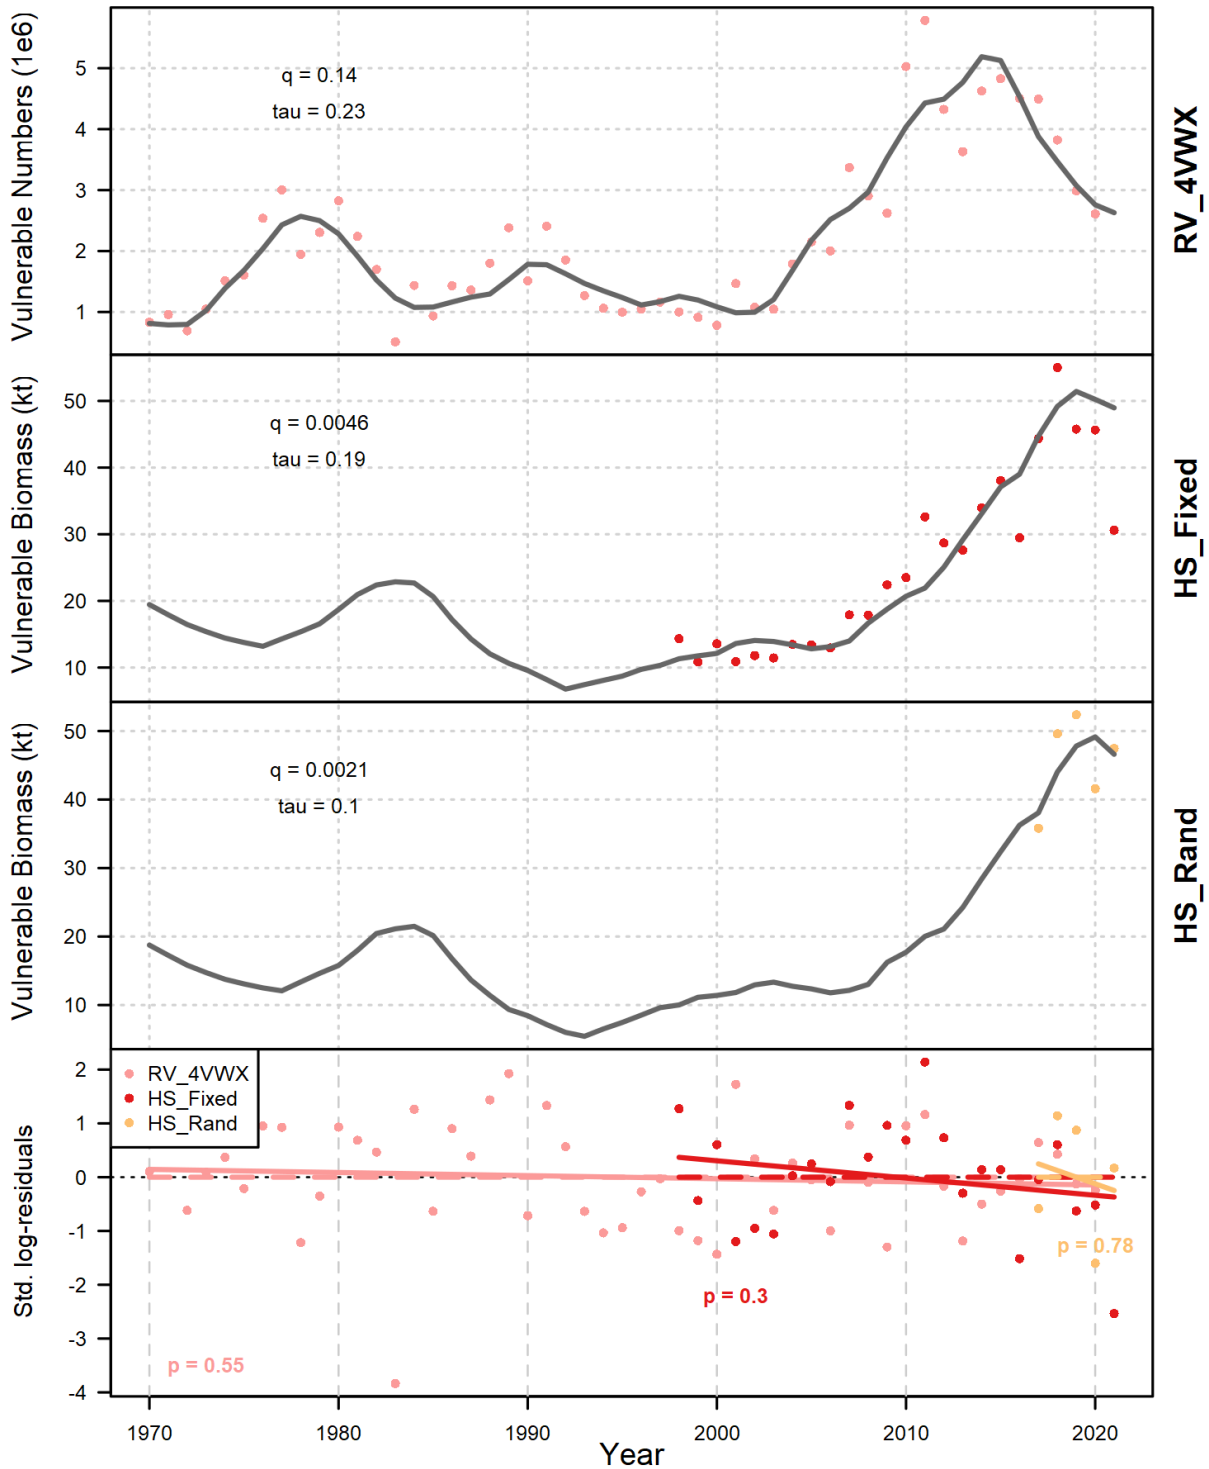 Vulnerable Numbers (1e6)
5
4
3
2
1
q = 0.14
tau = 0.23
RV_4VWX
Vulnerable Biomass (kt)
50
40
30
20
10
q = 0.0046
tau = 0.19
HS_Fixed
Vulnerable Biomass (kt)
50
40
30
20
10
q = 0.0021
tau = 0.1
HS_Rand
Std. log-residuals
2
1
0
-1
-2
-3
-4
RV_4VWX
HS_Fixed
HS_Rand
p = 0.78
p = 0.3
p = 0.55
1970 1980 1990 2000 2010 2020
Year